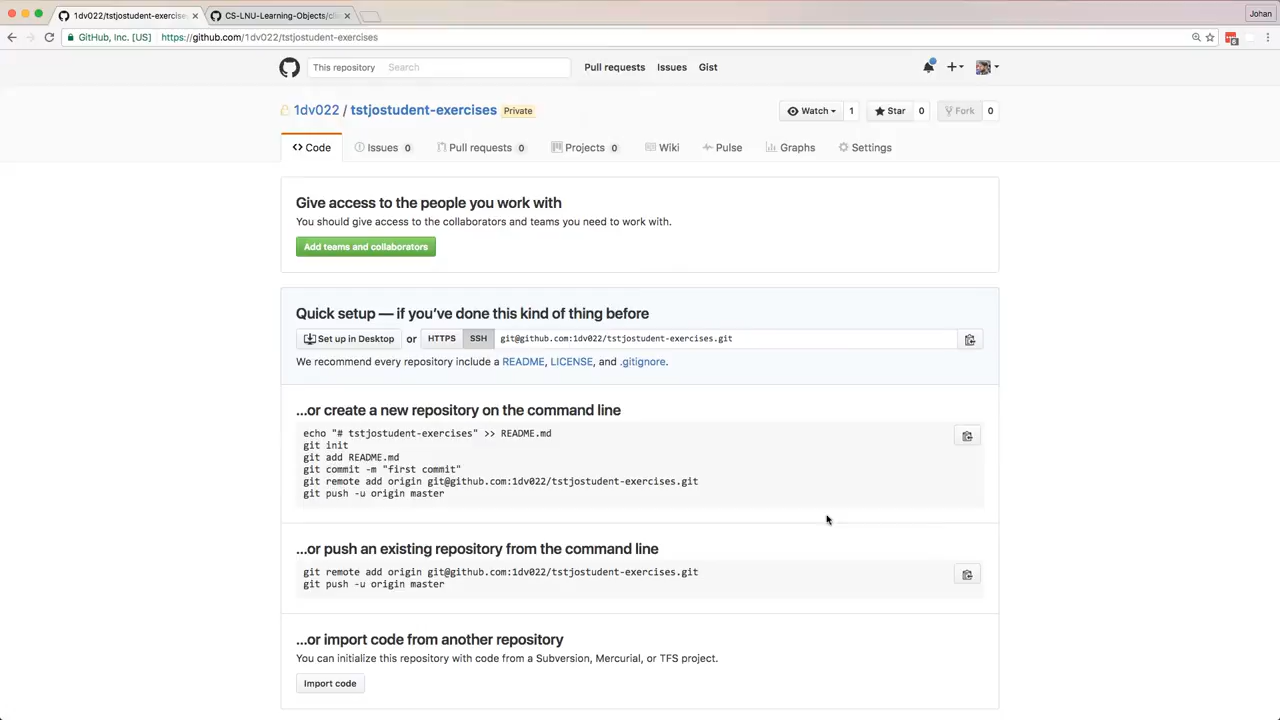 1dv022/tstjostudent-exercises
CS-LNU-Learning-Objects/cli
Johan
GitHub, Inc. [US]
https://github.com/1dv022/tstjostudent-exercises
This repository
Search
Pull requests
Issues
Gist
1dv022 / tstjostudent-exercises Private
Watch 1
Star 0
Fork 0
Code
Issues 0
Pull requests 0
Projects 0
Wiki
Pulse
Graphs
Settings
Give access to the people you work with
You should give access to the collaborators and teams you need to work with.
Add teams and collaborators
Quick setup — if you've done this kind of thing before
Set up in Desktop or HTTPS SSH git@github.com:1dv022/tstjostudent-exercises.git
We recommend every repository include a README, LICENSE, and .gitignore.
…or create a new repository on the command line
echo "# tstjostudent-exercises" >> README.md
git init
git add README.md
git commit -m "first commit"
git remote add origin git@github.com:1dv022/tstjostudent-exercises.git
git push -u origin master
…or push an existing repository from the command line
git remote add origin git@github.com:1dv022/tstjostudent-exercises.git
git push -u origin master
…or import code from another repository
You can initialize this repository with code from a Subversion, Mercurial, or TFS project.
Import code